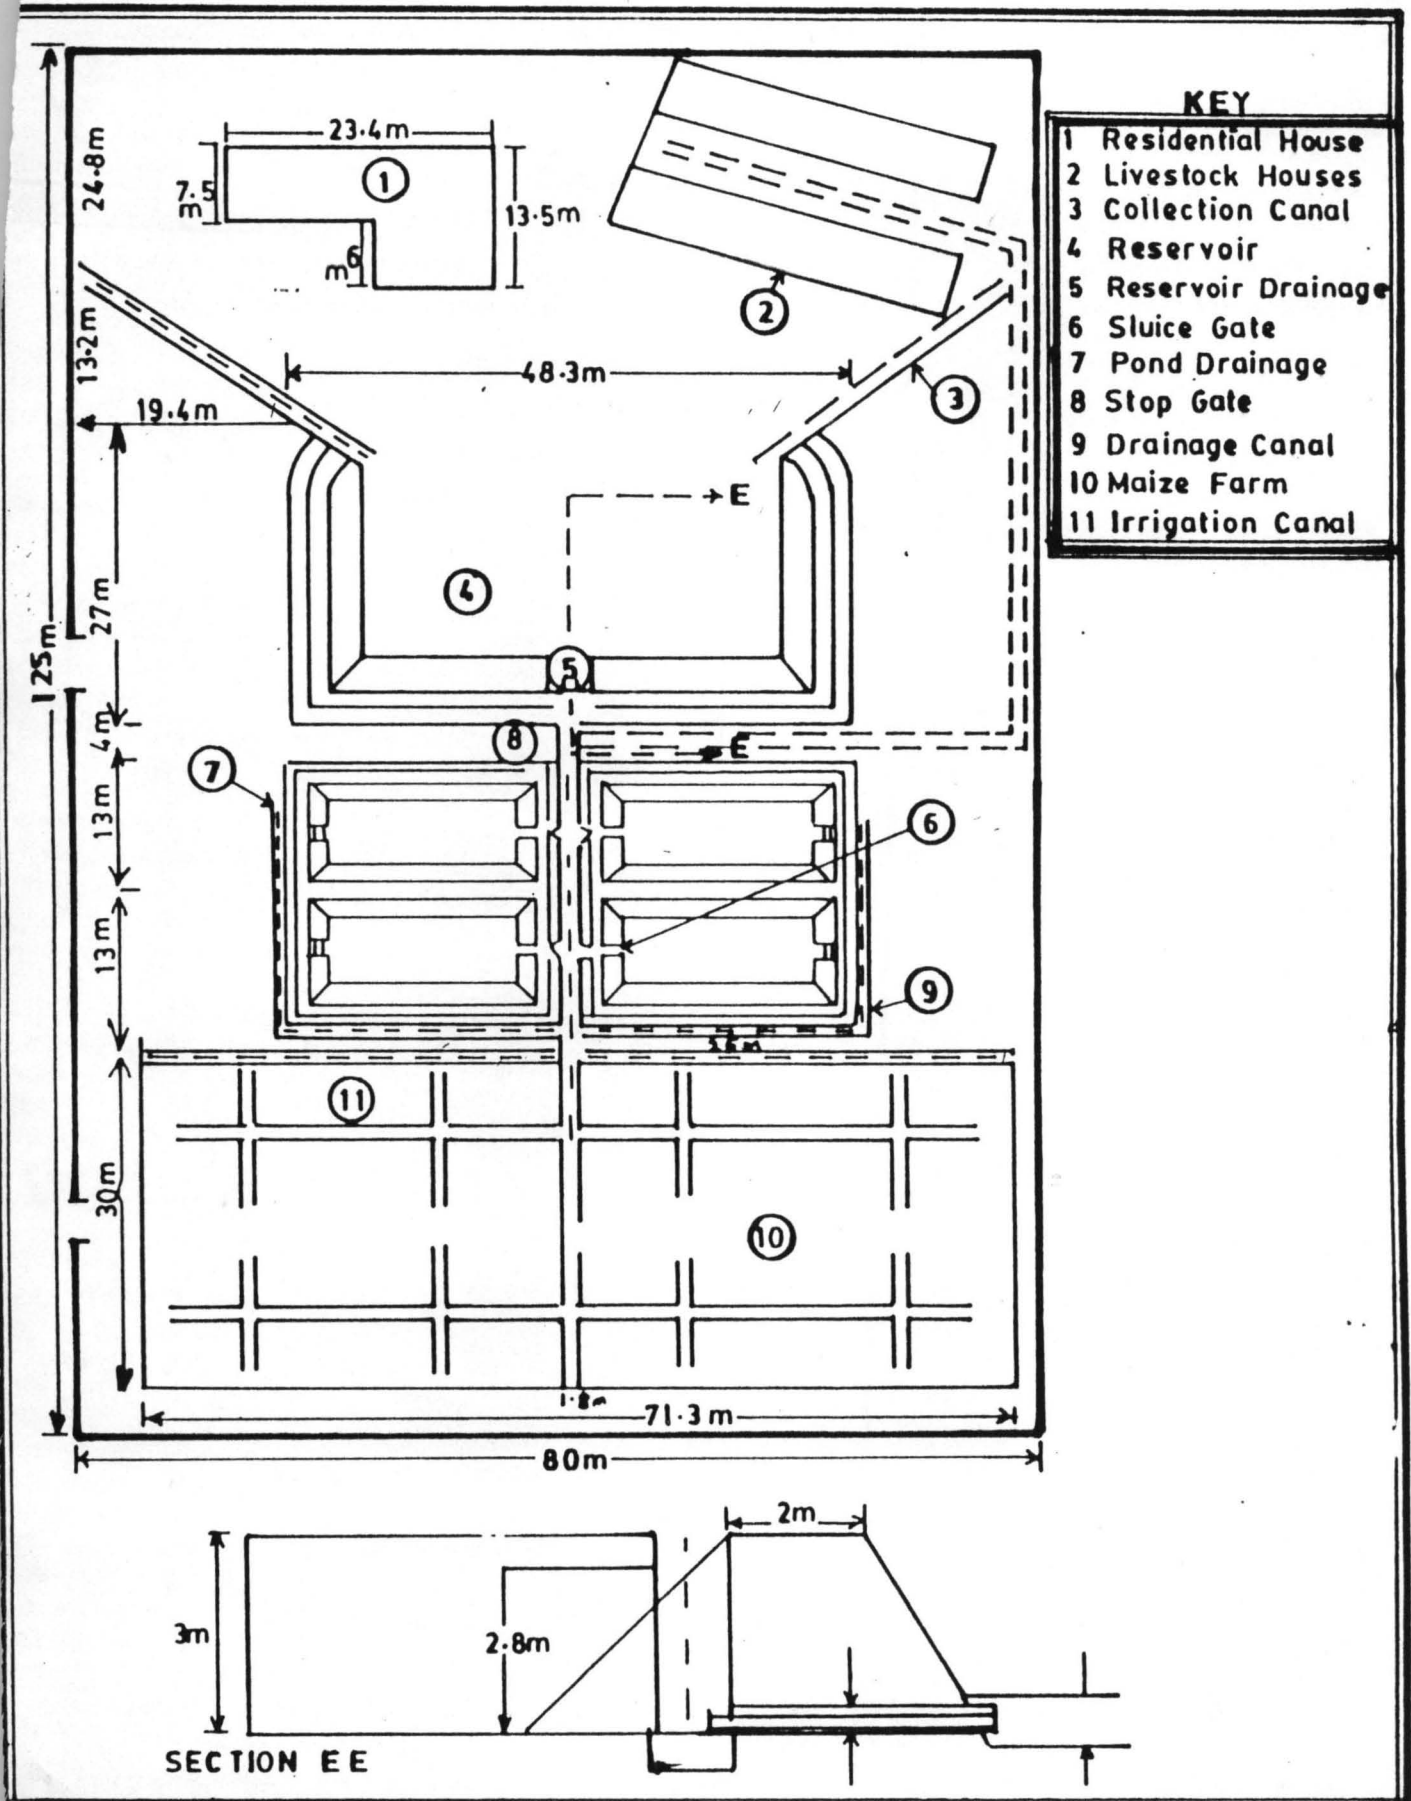 KEY
1 Residential House
2 Livestock Houses
3 Collection Canal
4 Reservoir
5 Reservoir Drainage
6 Sluice Gate
7 Pond Drainage
8 Stop Gate
9 Drainage Canal
10 Maize Farm
11 Irrigation Canal
24.8m
23.4m
1
7.5
m
13.5m
6
m
2
13.2m
48.3m
3
19.4m
E
4
27m
125m
5
4m
8
E
7
13m
6
13m
9
11
30m
10
1.8m
71.3m
80m
2m
3m
2.8m
SECTION EE